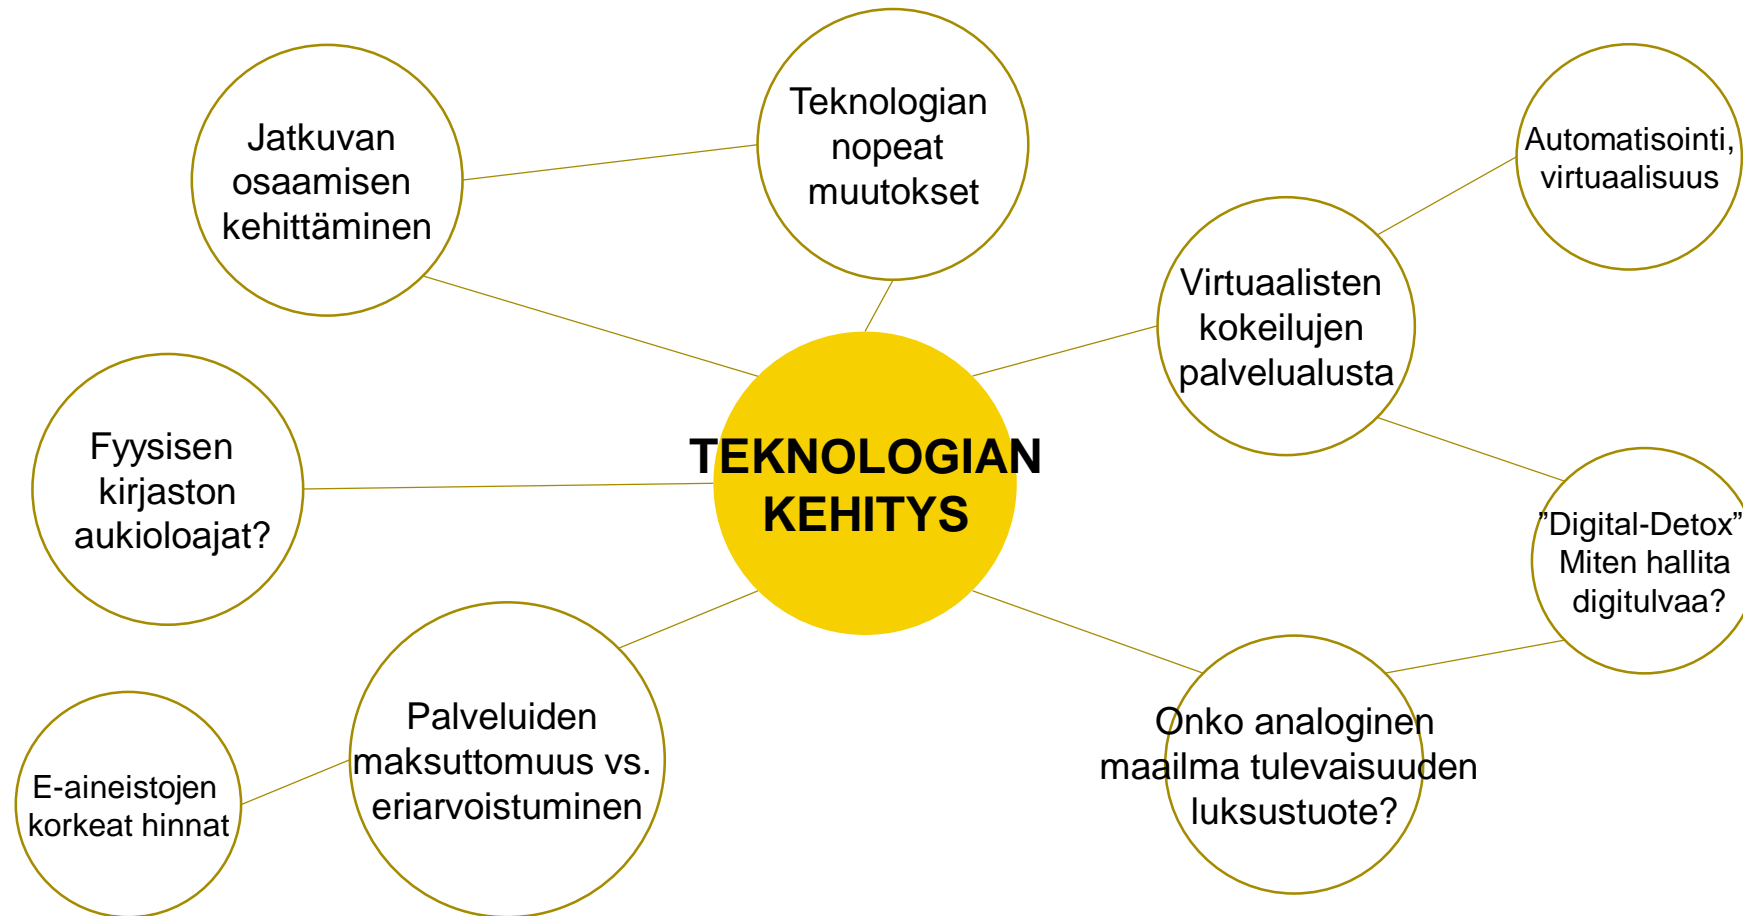 Jatkuvan
osaamisen
kehittäminen
Teknologian
nopeat
muutokset
Automatisointi,
virtuaalisuus
Virtuaalisten
kokeilujen
palvelualusta
Fyysisen
kirjaston
aukioloajat?
TEKNOLOGIAN
KEHITYS
”Digital-Detox”
Miten hallita
digitulvaa?
Palveluiden
maksuttomuus vs.
eriarvoistuminen
Onko analoginen
maailma tulevaisuuden
luksustuote?
E-aineistojen
korkeat hinnat